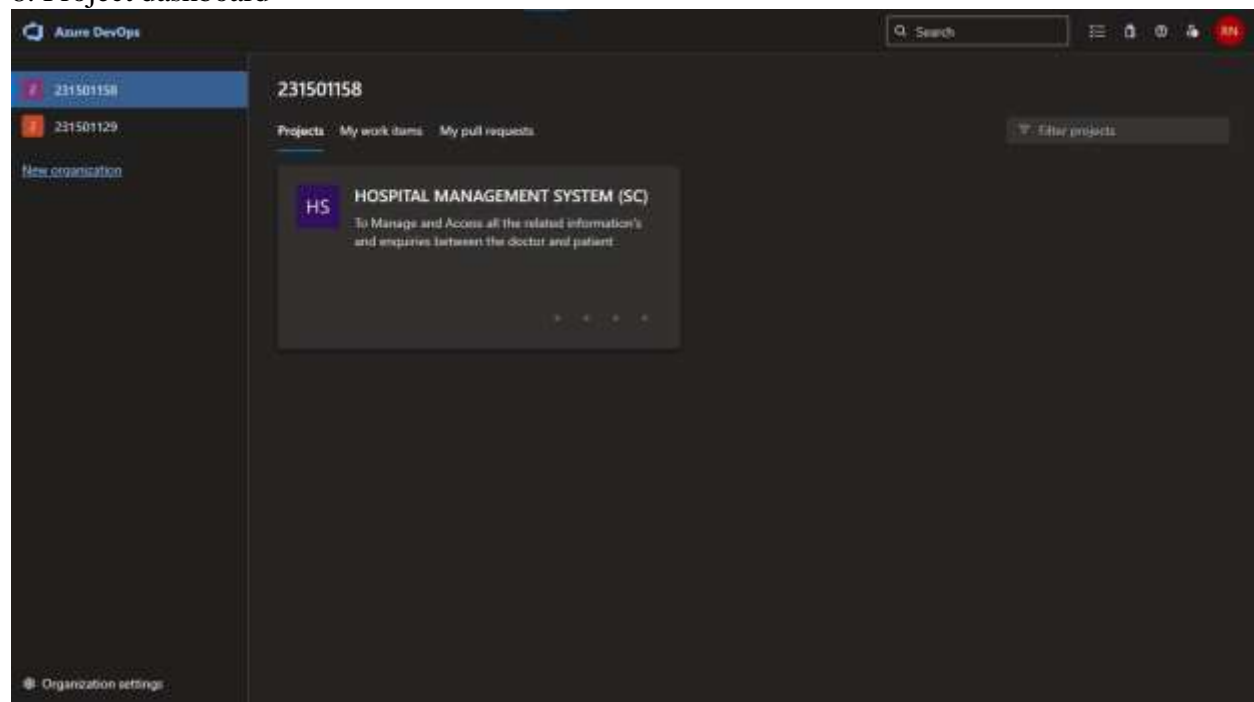 Project dashboard
Azure DevOps
Search
RN
231501158
231501129
New organization
231501158
Projects My work items My pull requests
Filter projects
HS
HOSPITAL MANAGEMENT SYSTEM (SC)
To Manage and Access all the related information's
and enquiries between the doctor and patient
Organization settings